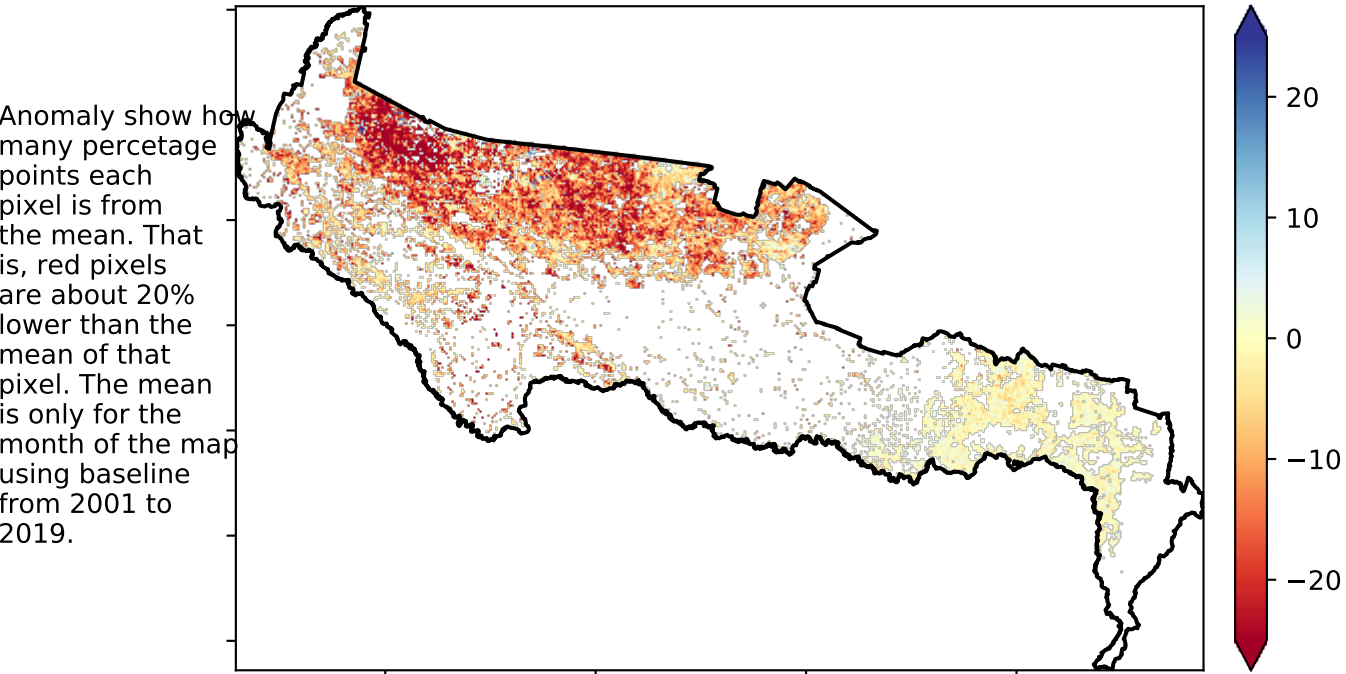 Anomaly show how
many percetage
points each
pixel is from
the mean. That
is, red pixels
are about 20%
lower than the
mean of that
pixel. The mean
is only for the
month of the map
using baseline
from 2001 to
2019.
20
10
0
−10
−20